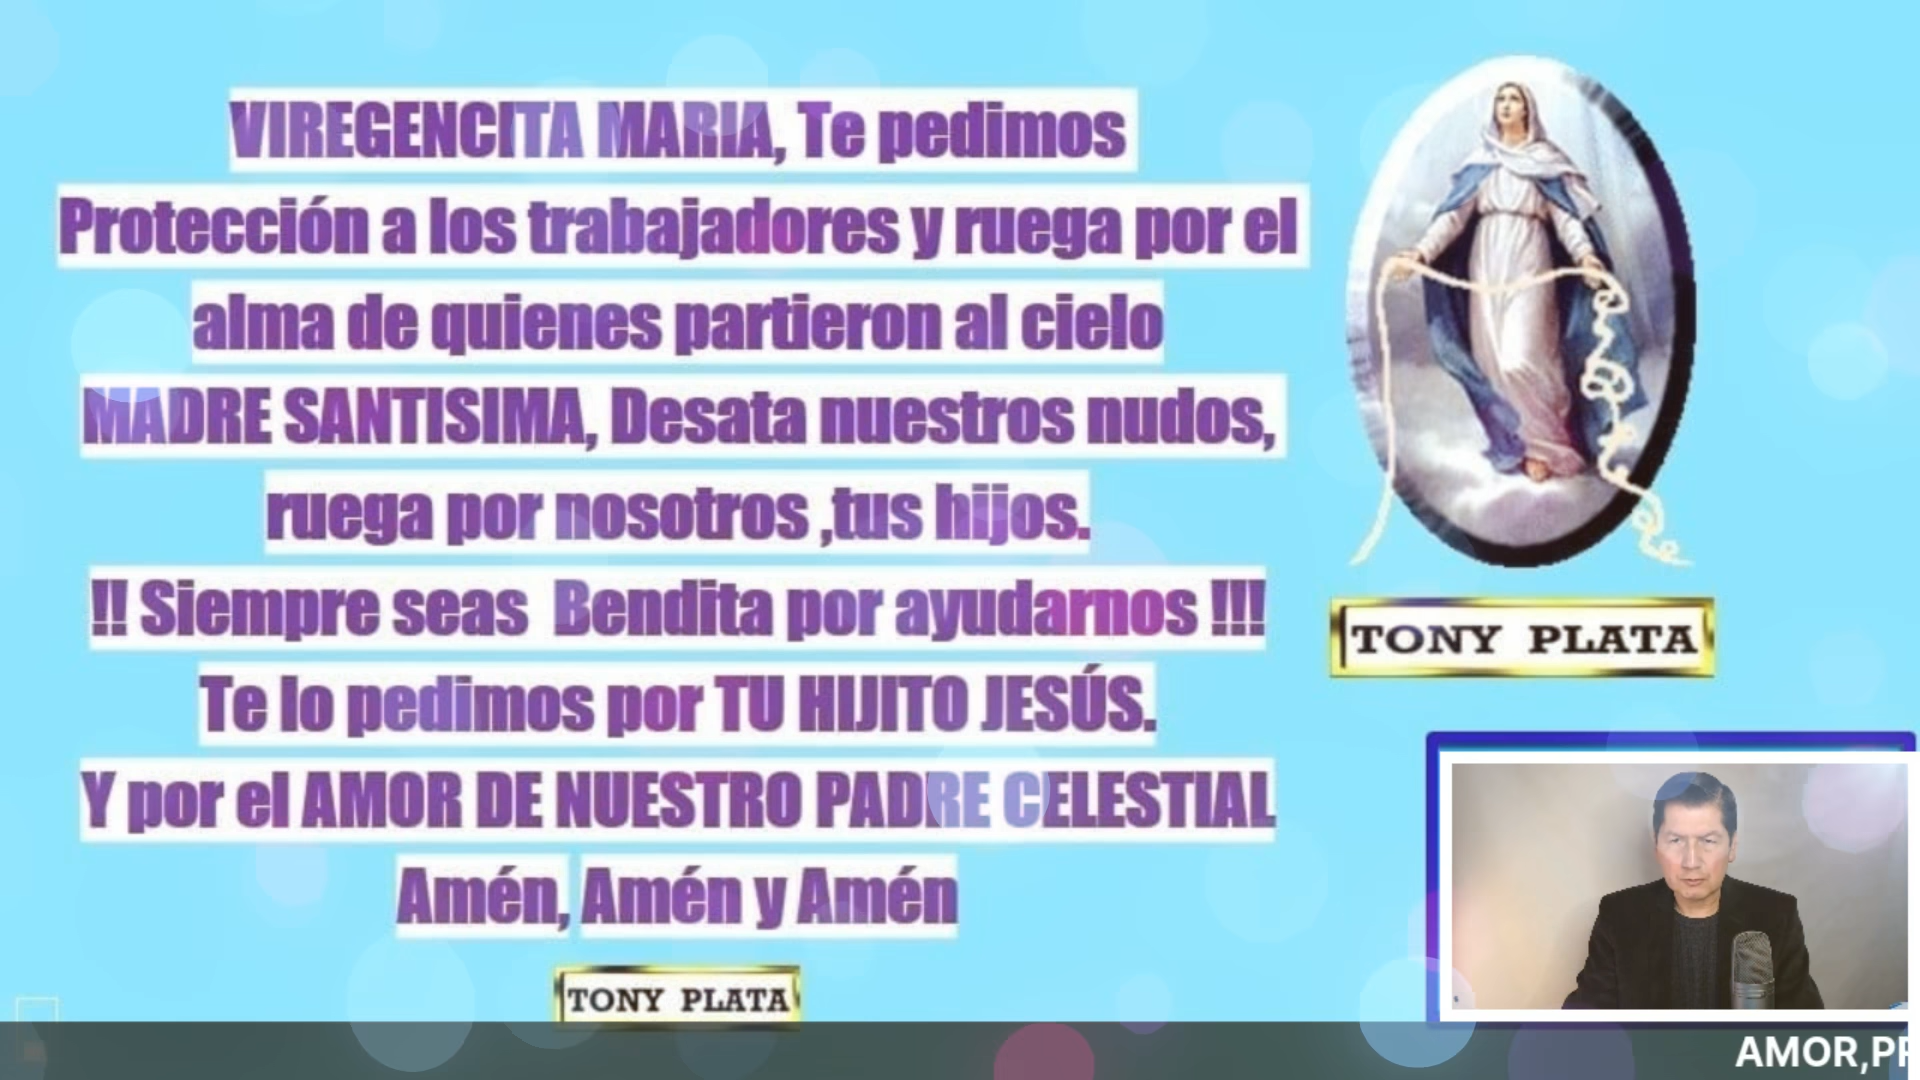 VIREGENCITA MARIA, Te pedimos
Protección a los trabajadores y ruega por el
alma de quienes partieron al cielo
MADRE SANTISIMA, Desata nuestros nudos,
ruega por nosotros ,tus hijos.
!! Siempre seas Bendita por ayudarnos !!!
Te lo pedimos por TU HIJITO JESÚS.
Y por el AMOR DE NUESTRO PADRE CELESTIAL
Amén, Amén y Amén
TONY PLATA
TONY PLATA
AMOR,